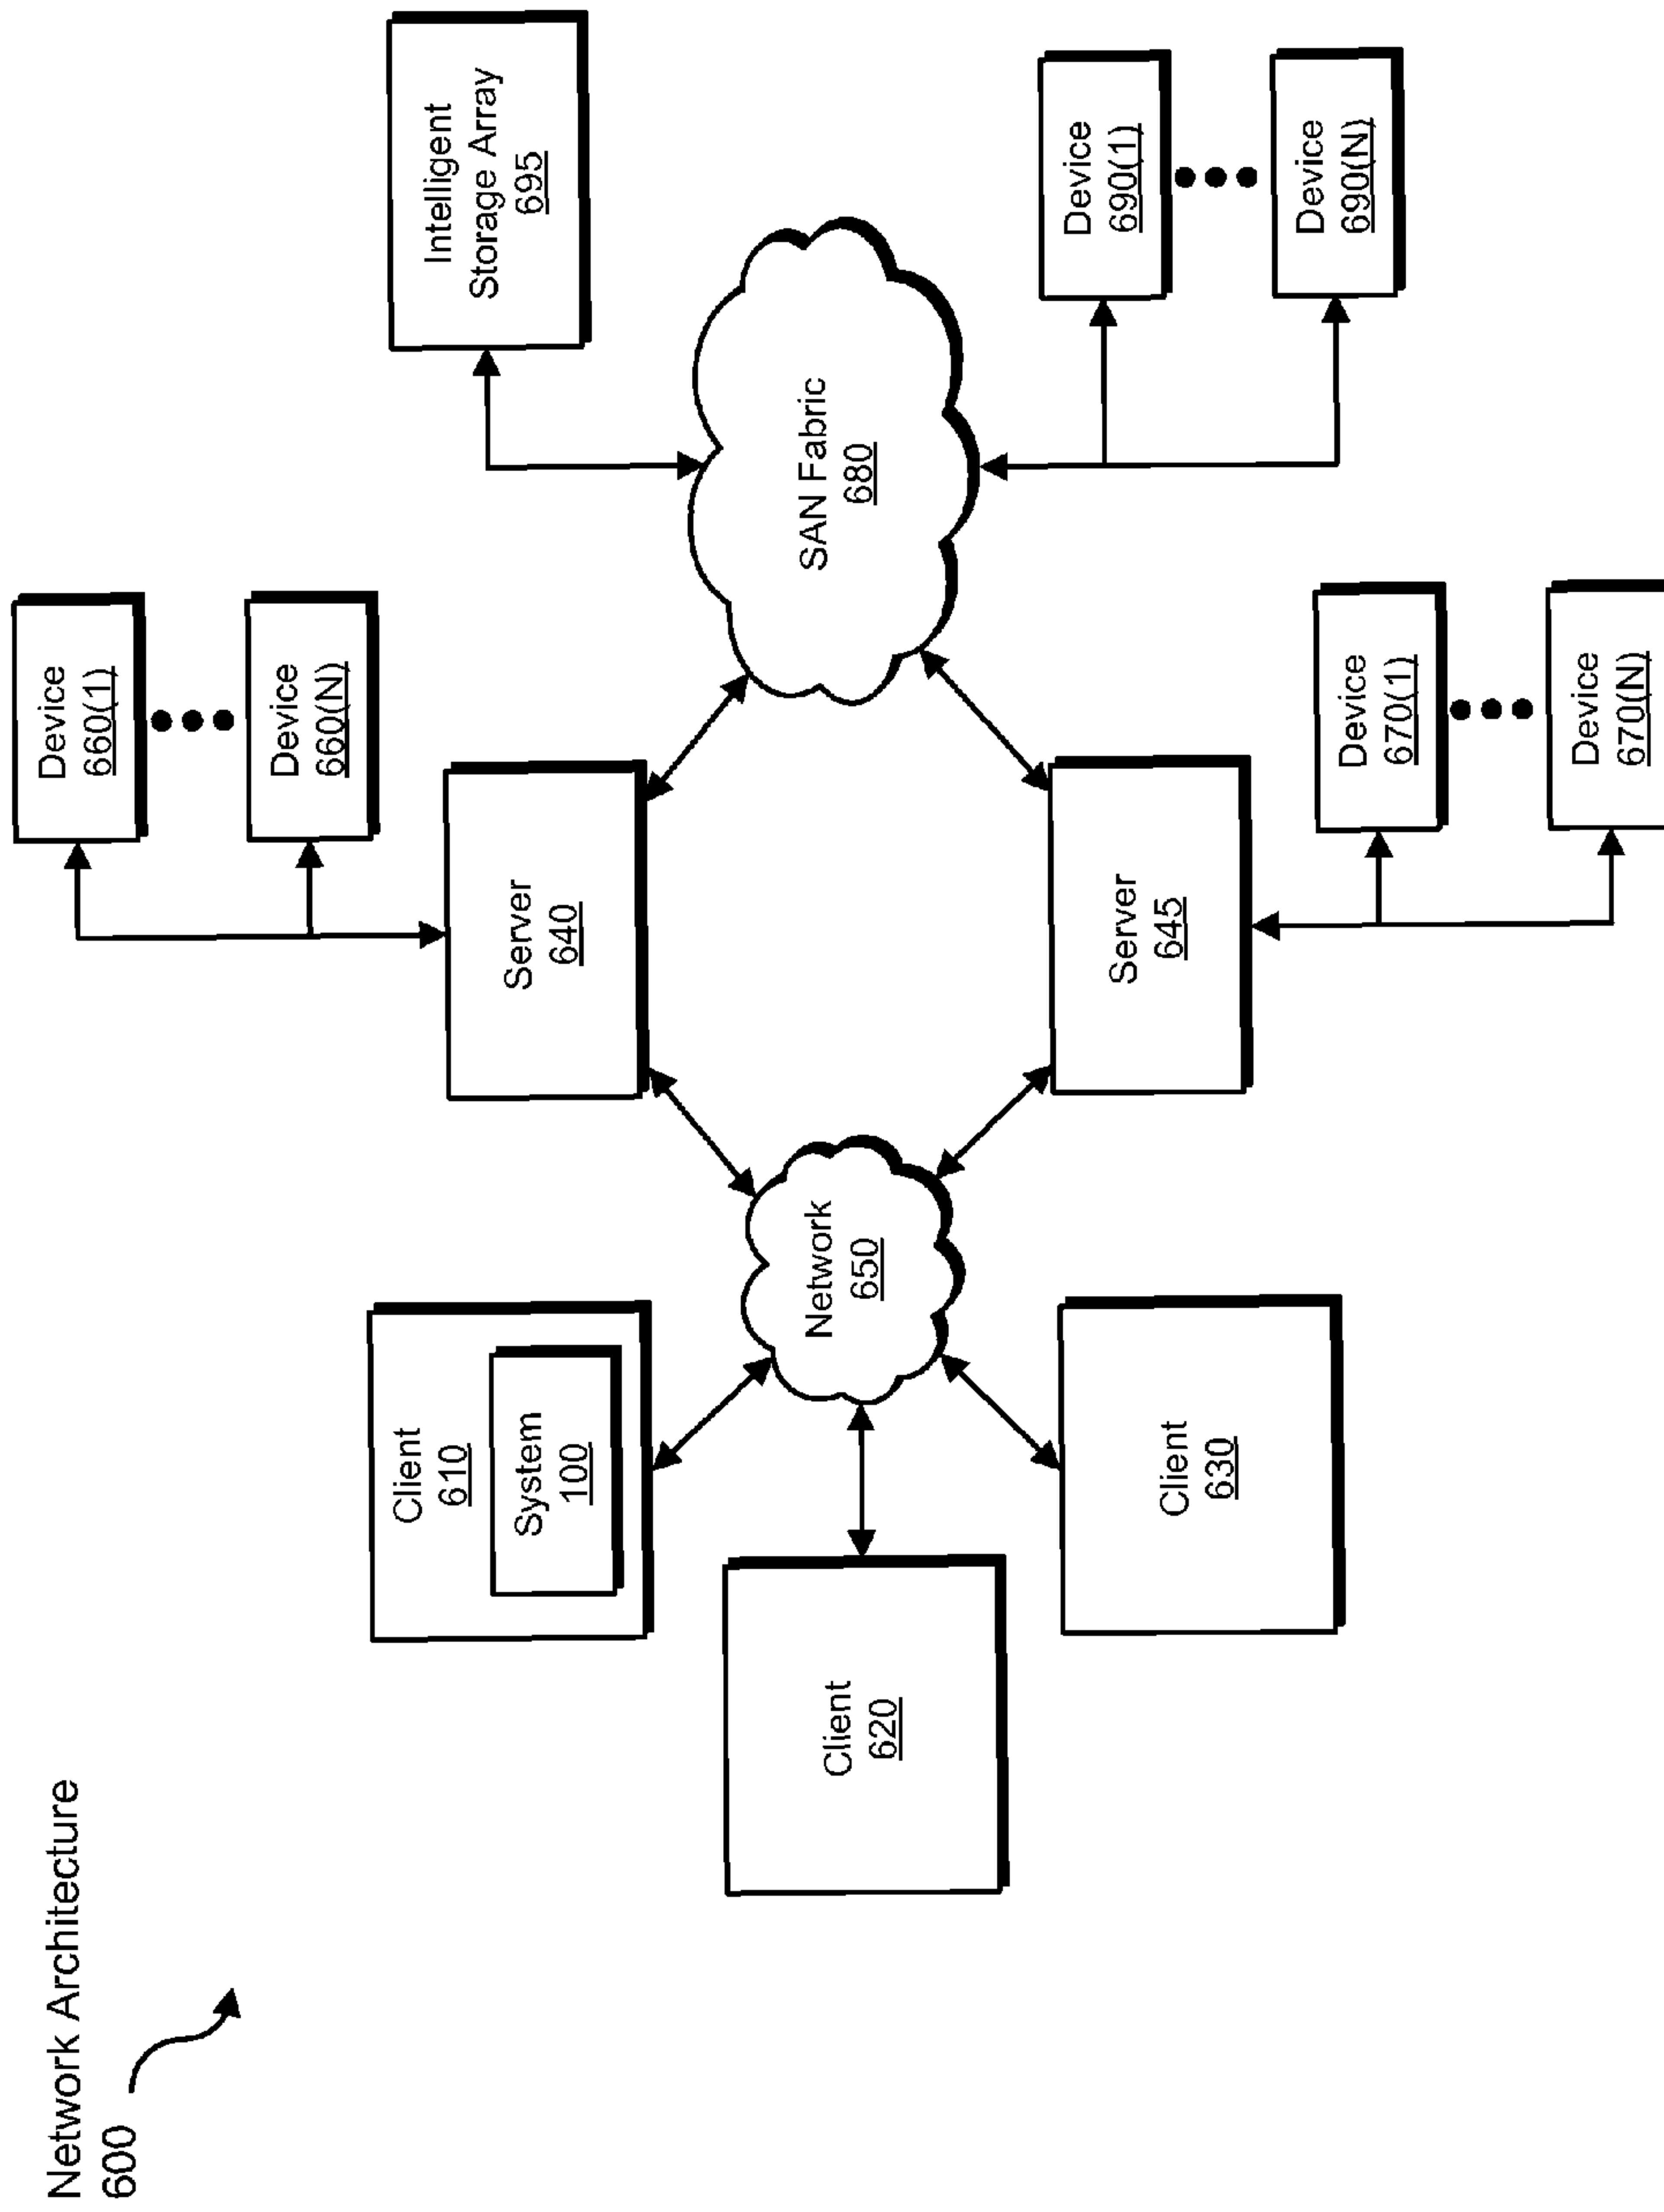 Network Architecture
600
Client
610
System
100
Client
620
Client
630
Network
650
Server
640
Server
645
Device
660(1)
Device
660(N)
Device
670(1)
Device
670(N)
SAN Fabric
680
Intelligent
Storage Array
695
Device
690(1)
Device
690(N)